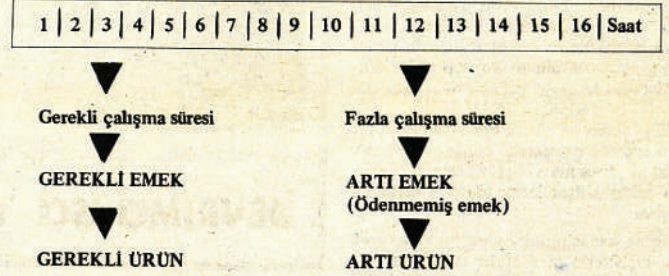 1 | 2 | 3 | 4 | 5 | 6 | 7 | 8 | 9 | 10 | 11 | 12 | 13 | 14 | 15 | 16 | Saat
Gerekli çalışma süresi Fazla çalışma süresi
GEREKLİ EMEK ARTI EMEK
(Ödenmemiş emek)
GEREKLİ ÜRÜN ARTI ÜRÜN